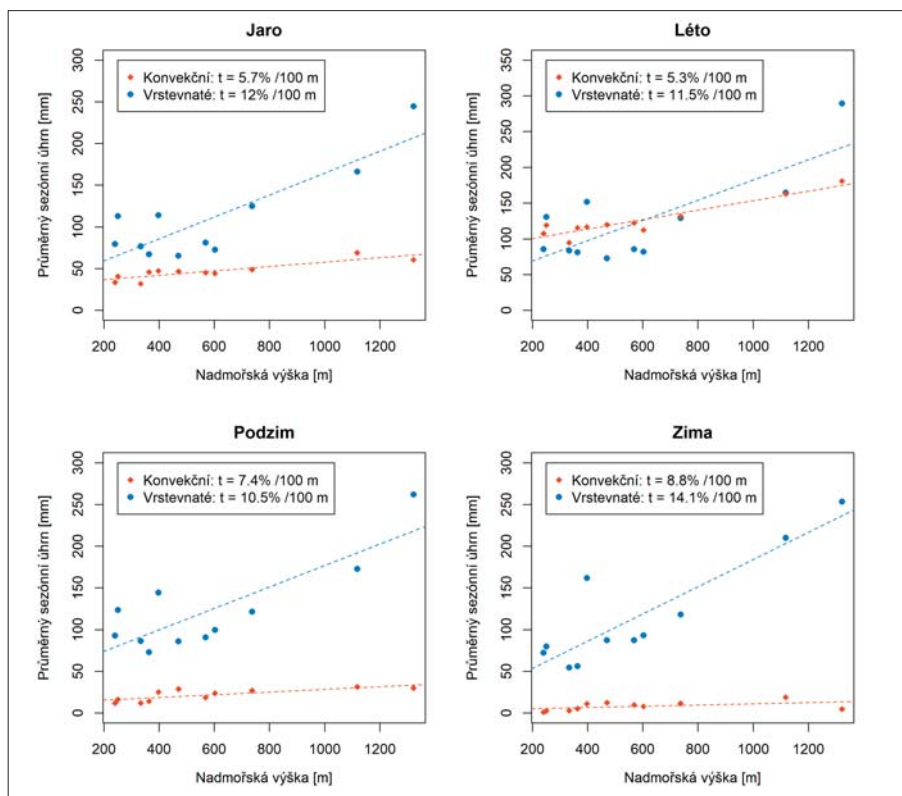 Jaro
Průměrný sezónní úhrn [mm]
300
250
200
150
100
50
0
Konvekční: t = 5.7% /100 m
Vrstevnaté: t = 12% /100 m
200 400 600 800 1000 1200
Nadmořská výška [m]
Léto
Průměrný sezónní úhrn [mm]
350
300
250
200
150
100
50
0
Konvekční: t = 5.3% /100 m
Vrstevnaté: t = 11.5% /100 m
200 400 600 800 1000 1200
Nadmořská výška [m]
Podzim
Průměrný sezónní úhrn [mm]
300
250
200
150
100
50
0
Konvekční: t = 7.4% /100 m
Vrstevnaté: t = 10.5% /100 m
200 400 600 800 1000 1200
Nadmořská výška [m]
Zima
Průměrný sezónní úhrn [mm]
300
250
200
150
100
50
0
Konvekční: t = 8.8% /100 m
Vrstevnaté: t = 14.1% /100 m
200 400 600 800 1000 1200
Nadmořská výška [m]